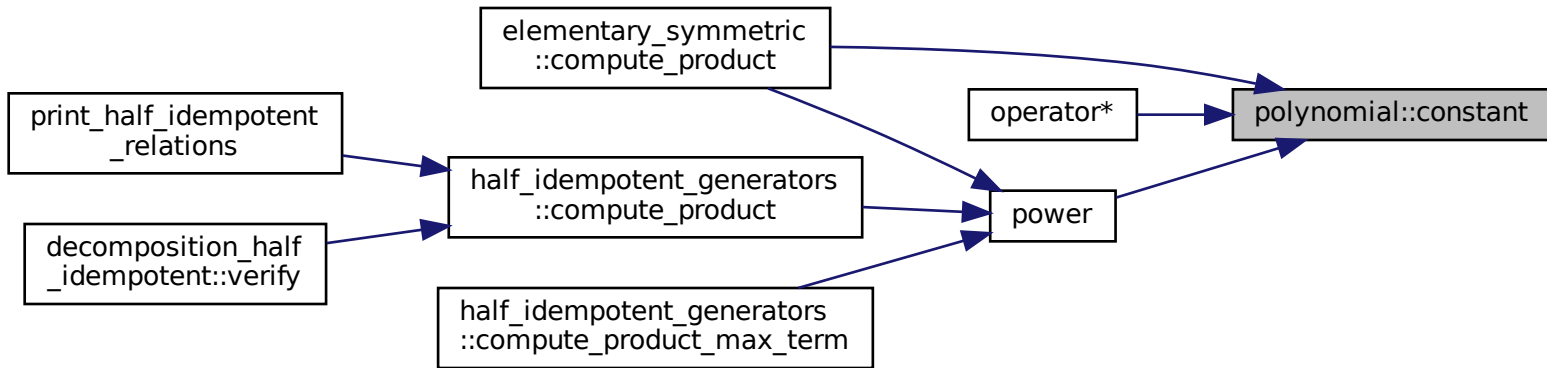 elementary_symmetric
::compute_product
polynomial::constant
operator*
print_half_idempotent
_relations
half_idempotent_generators
::compute_product
power
decomposition_half
_idempotent::verify
half_idempotent_generators
::compute_product_max_term